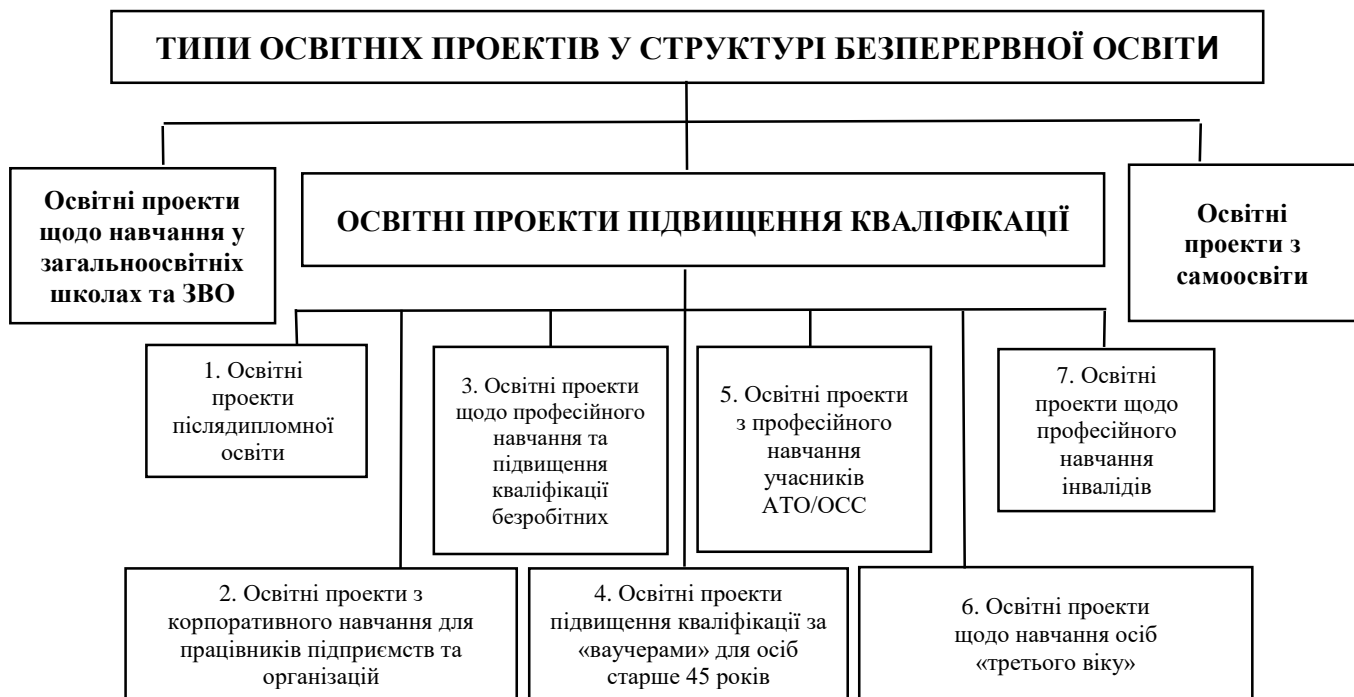 ТИПИ ОСВІТНІХ ПРОЕКТІВ У СТРУКТУРІ БЕЗПЕРЕРВНОЇ ОСВІТИ
Освітні проекти
щодо навчання у
загальноосвітніх
школах та ЗВО
ОСВІТНІ ПРОЕКТИ ПІДВИЩЕННЯ КВАЛІФІКАЦІЇ
Освітні
проекти з
самоосвіти
1. Освітні
проекти
післядипломної
освіти
3. Освітні проекти
щодо професійного
навчання та
підвищення
кваліфікації
безробітних
5. Освітні проекти
з професійного
навчання
учасників
АТО/ОСС
7. Освітні
проекти щодо
професійного
навчання
інвалідів
2. Освітні проекти з
корпоративного навчання для
працівників підприємств та
організацій
4. Освітні проекти
підвищення кваліфікації за
«ваучерами» для осіб
старше 45 років
6. Освітні проекти
щодо навчання осіб
«третього віку»